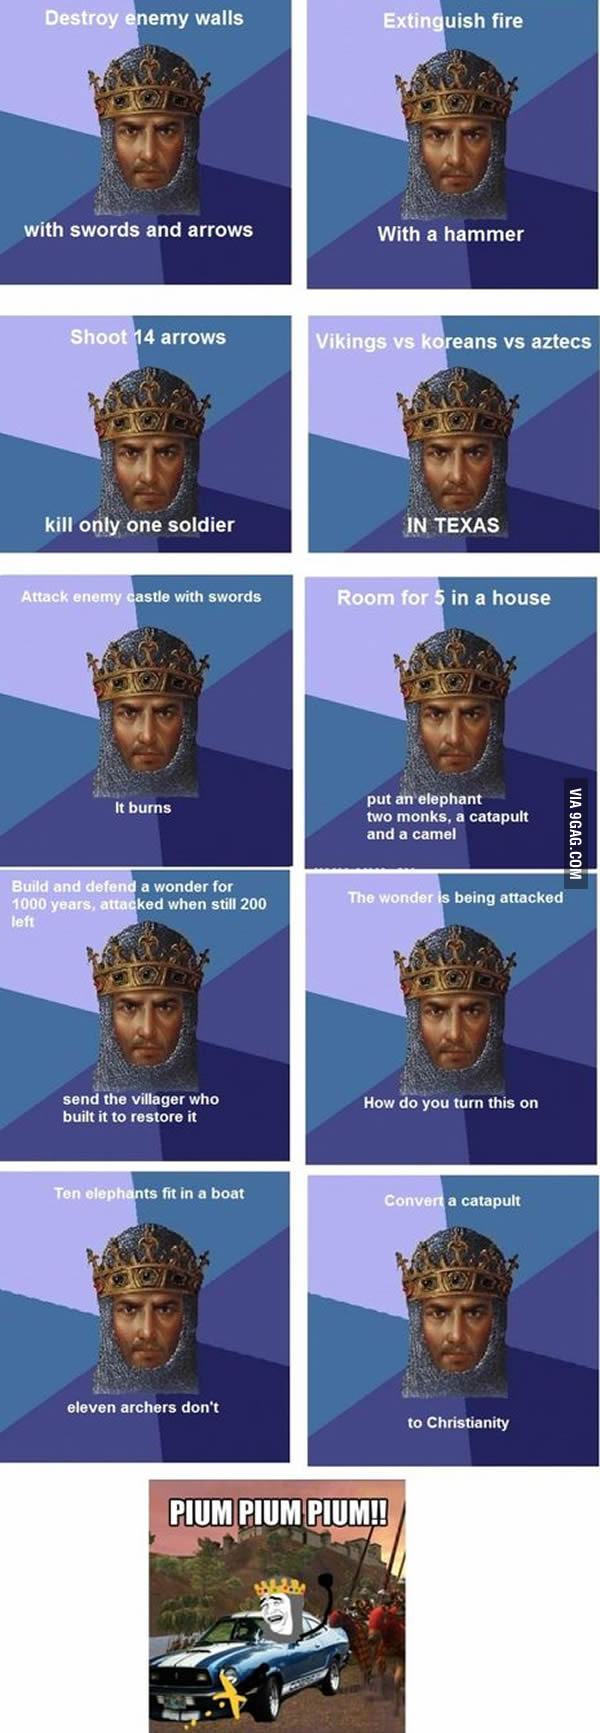 Destroy enemy walls
with swords and arrows
Extinguish fire
With a hammer
Shoot 14 arrows
kill only one soldier
Vikings vs koreans vs aztecs
IN TEXAS
Attack enemy castle with swords
It burns
Room for 5 in a house
put an elephant
two monks, a catapult
and a camel
VIA 9GAG.COM
Build and defend a wonder for
1000 years, attacked when still 200
left
send the villager who
built it to restore it
The wonder is being attacked
How do you turn this on
Ten elephants fit in a boat
eleven archers don't
Convert a catapult
to Christianity
PIUM PIUM PIUM!!